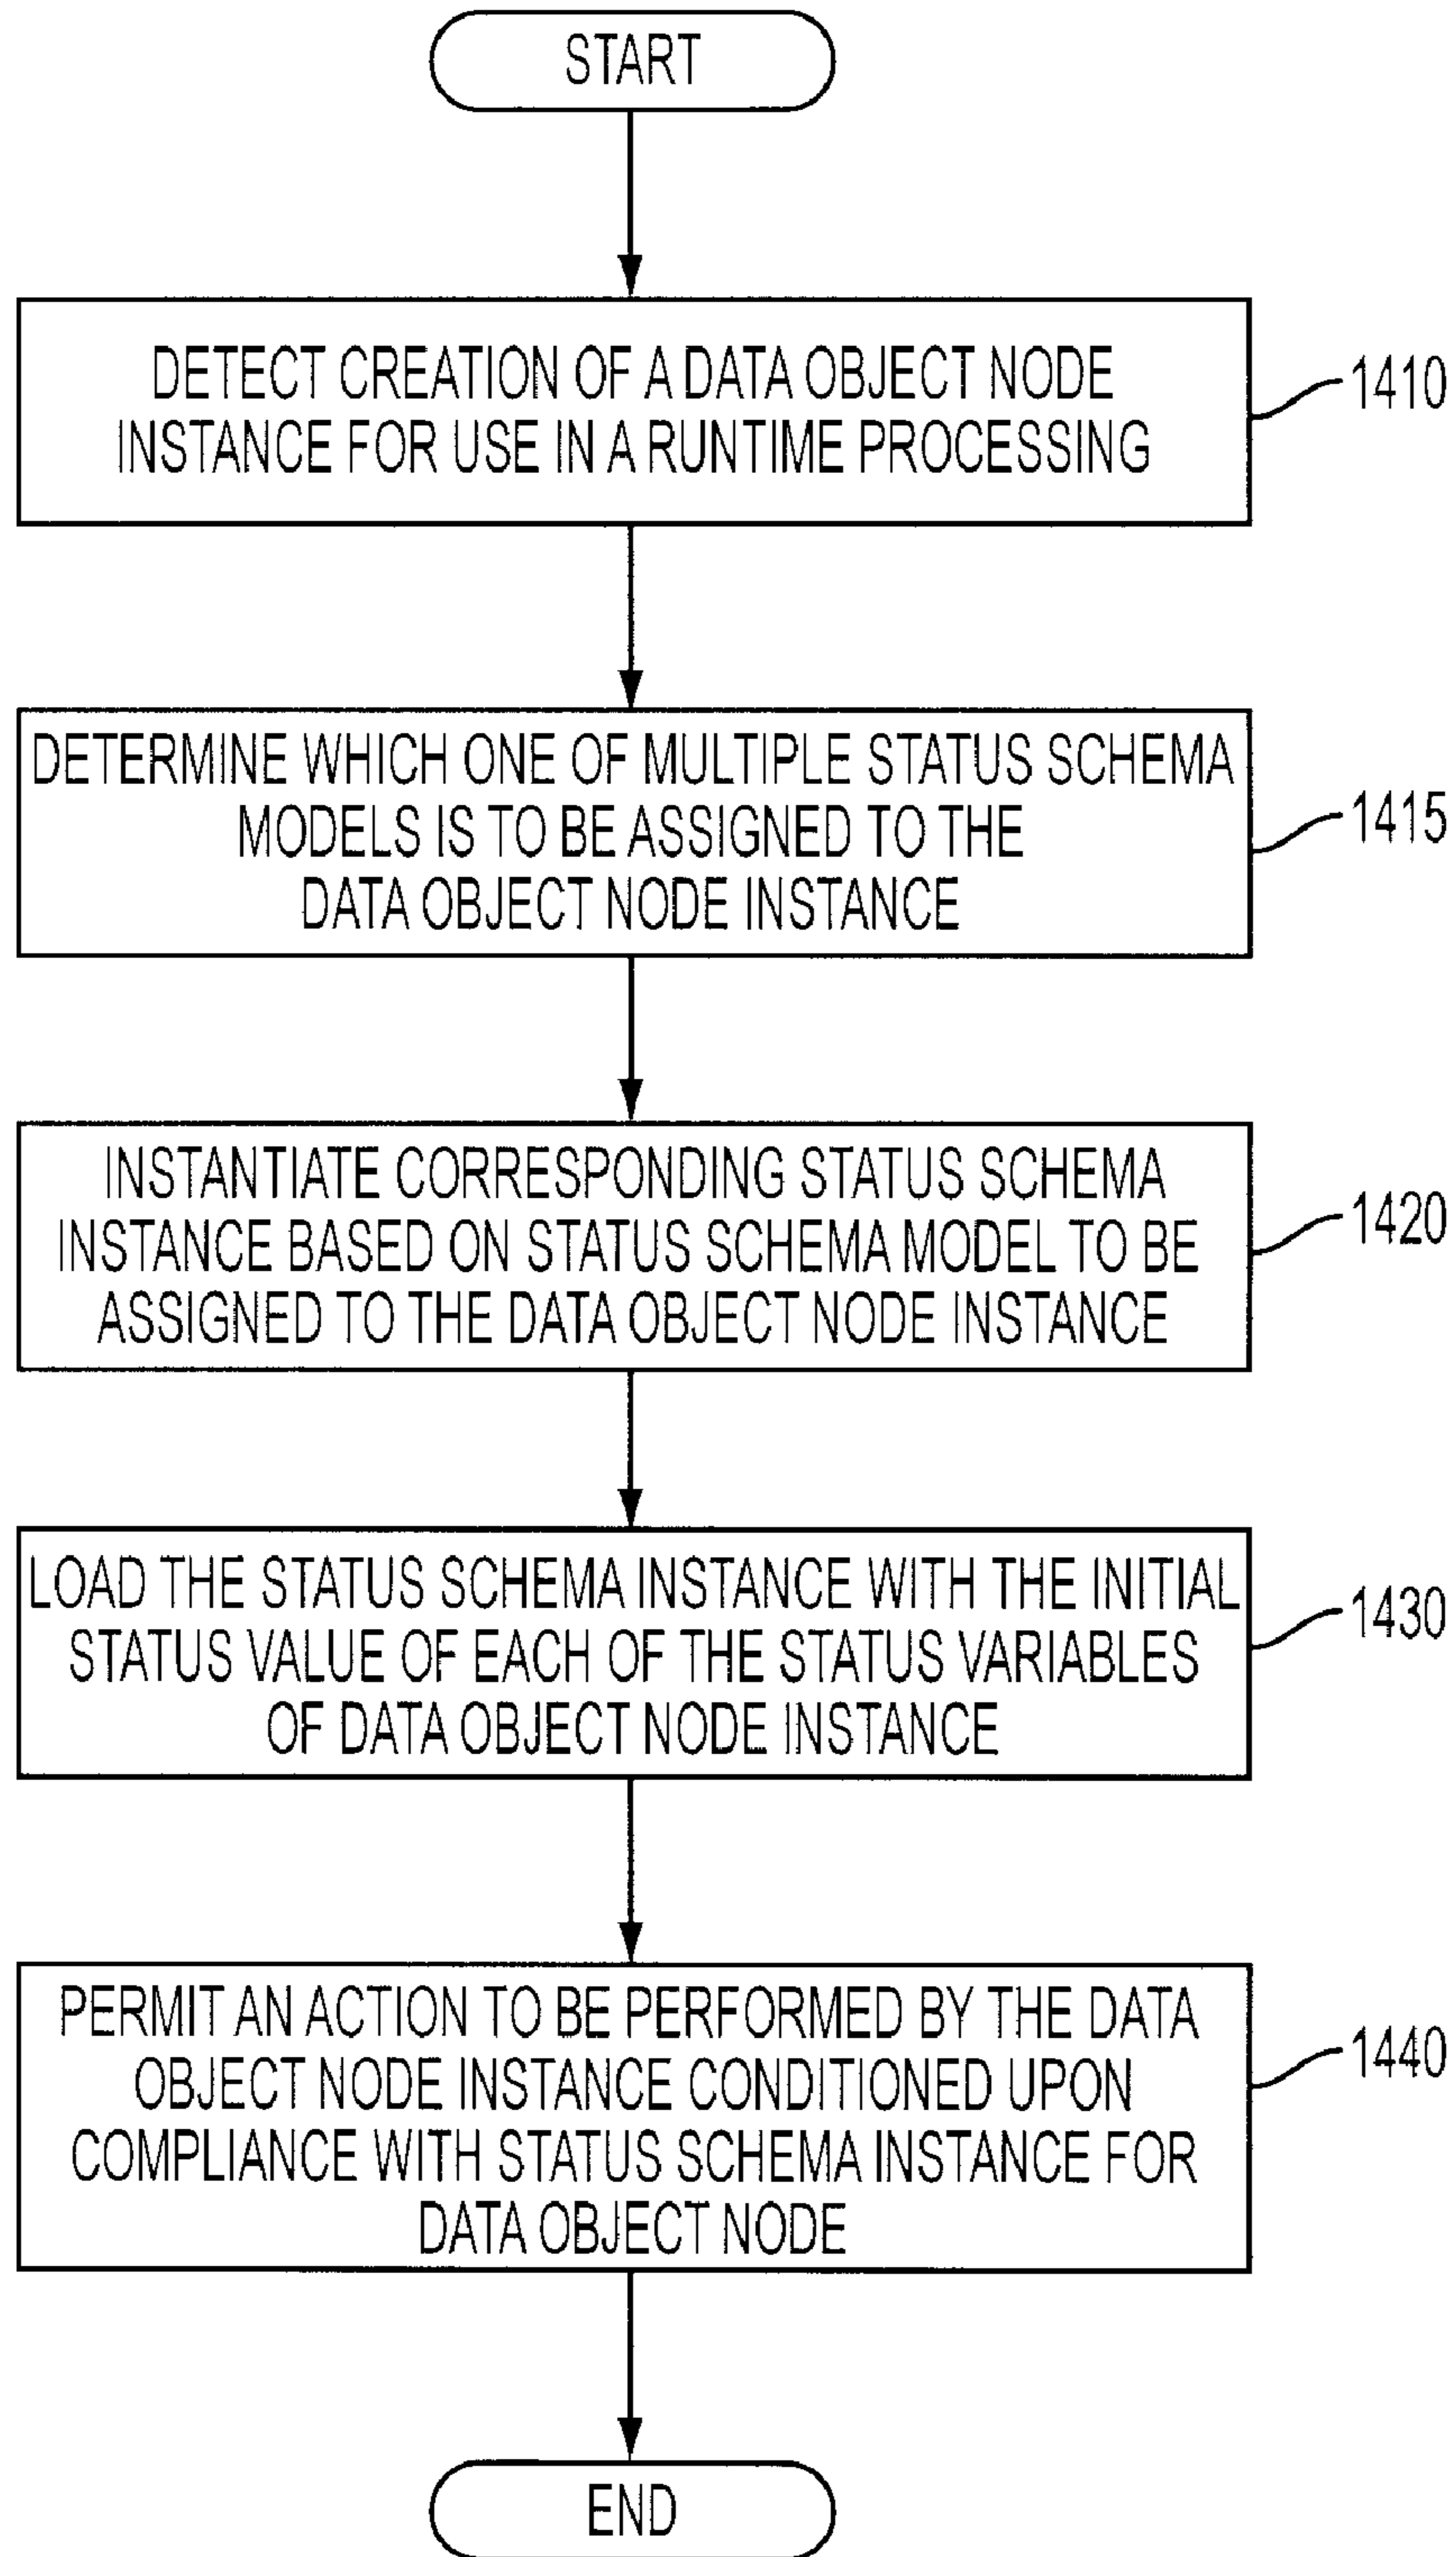 START
DETECT CREATION OF A DATA OBJECT NODE
INSTANCE FOR USE IN A RUNTIME PROCESSING
1410
DETERMINE WHICH ONE OF MULTIPLE STATUS SCHEMA
MODELS IS TO BE ASSIGNED TO THE
DATA OBJECT NODE INSTANCE
1415
INSTANTIATE CORRESPONDING STATUS SCHEMA
INSTANCE BASED ON STATUS SCHEMA MODEL TO BE
ASSIGNED TO THE DATA OBJECT NODE INSTANCE
1420
LOAD THE STATUS SCHEMA INSTANCE WITH THE INITIAL
STATUS VALUE OF EACH OF THE STATUS VARIABLES
OF DATA OBJECT NODE INSTANCE
1430
PERMIT AN ACTION TO BE PERFORMED BY THE DATA
OBJECT NODE INSTANCE CONDITIONED UPON
COMPLIANCE WITH STATUS SCHEMA INSTANCE FOR
DATA OBJECT NODE
1440
END